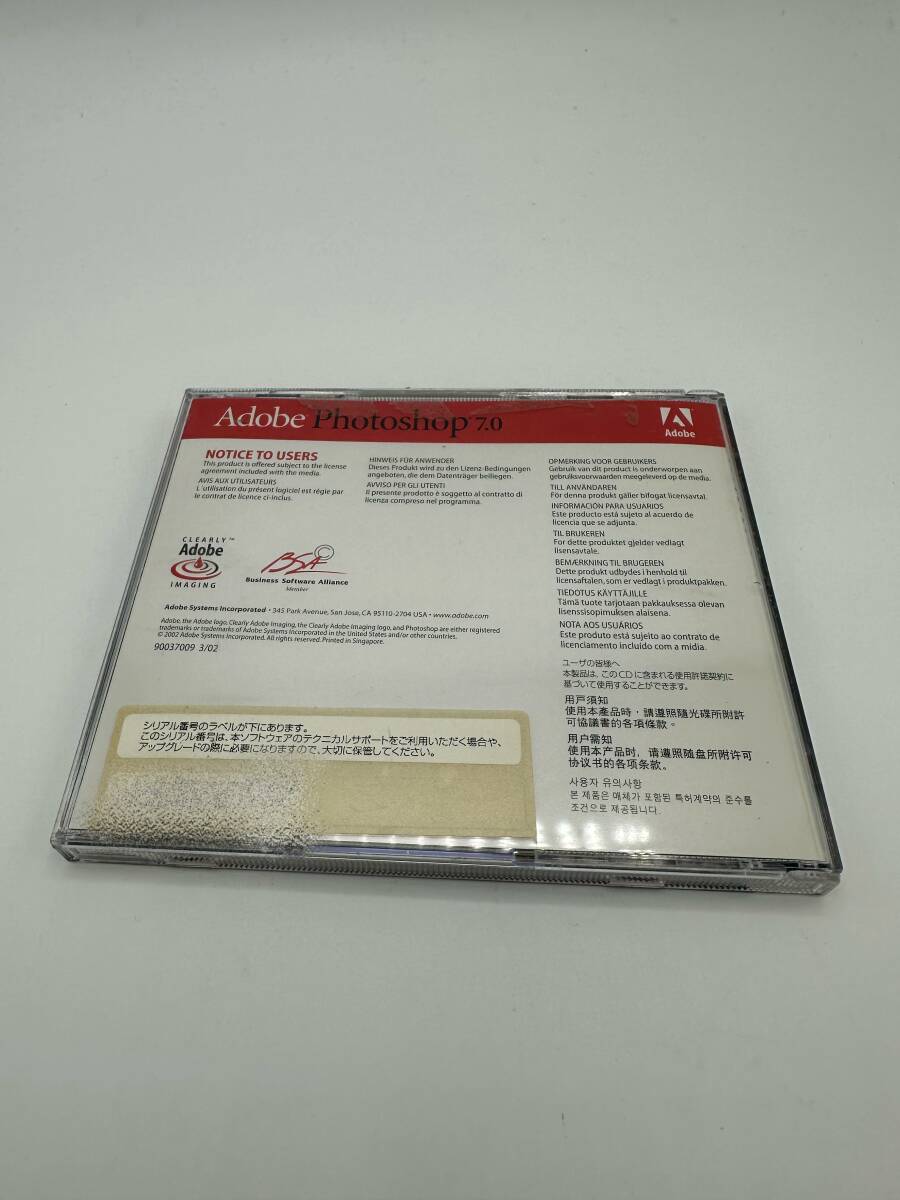 Adobe Photoshop 7.0
Adobe
NOTICE TO USERS
This product is offered subject to the license
agreement included with the media.
AVIS AUX UTILISATEURS
L'utilisation du présent logiciel est régie par
le contrat de licence ci-inclus.
HINWEIS FÜR ANWENDER
Dieses Produkt wird zu den Lizenz-Bedingungen
angeboten, die dem Datenträger beiliegen.
AVVISO PER GLI UTENTI
Il presente prodotto è soggetto al contratto di
licenza compreso nel programma.
OPMERKING VOOR GEBRUIKERS
Gebruik van dit product is onderworpen aan
gebruiksvoorwaarden meegeleverd op de media.
TILL ANVÄNDAREN
För denna produkt gäller bifogat licensavtal.
INFORMACIÓN PARA USUARIOS
Este producto está sujeto al acuerdo de
licencia que se adjunta.
TIL BRUKEREN
For dette produktet gjelder vedlagt
lisensavtale.
BEMÆRKNING TIL BRUGEREN
Dette produkt udbydes i henhold til
licensaftalen, som er vedlagt i produktpakken.
TIEDOTUS KÄYTTÄJILLE
Tämä tuote tarjotaan pakkauksessa olevan
lisenssisopimuksen alaisena.
NOTA AOS USUÁRIOS
Este produto está sujeito ao contrato de
licenciamento incluído com a mídia.
ユーザの皆様へ
本製品は、このCDに含まれる使用許諾契約に
基づいて使用することができます。
用戶須知
使用本產品時，請遵照隨光碟所附許
可協議書的各項條款。
用户需知
使用本产品时，请遵照随盘所附许可
协议书的各项条款。
사용자 유의사항
본 제품은 매체가 포함된 특허계약의 준수를
조건으로 제공됩니다.
CLEARLY™
Adobe
IMAGING
BSA ©
Business Software Alliance
Member
Adobe Systems Incorporated • 345 Park Avenue, San Jose, CA 95110-2704 USA • www.adobe.com
Adobe, the Adobe logo, Clearly Adobe Imaging, the Clearly Adobe Imaging logo, and Photoshop are either registered
trademarks or trademarks of Adobe Systems Incorporated in the United States and/or other countries.
© 2002 Adobe Systems Incorporated. All rights reserved. Printed in Singapore.
90037009 3/02
シリアル番号のラベルが下にあります。
このシリアル番号は、本ソフトウェアのテクニカルサポートをご利用いただく場合や、
アップグレードの際に必要になりますので、大切に保管してください。